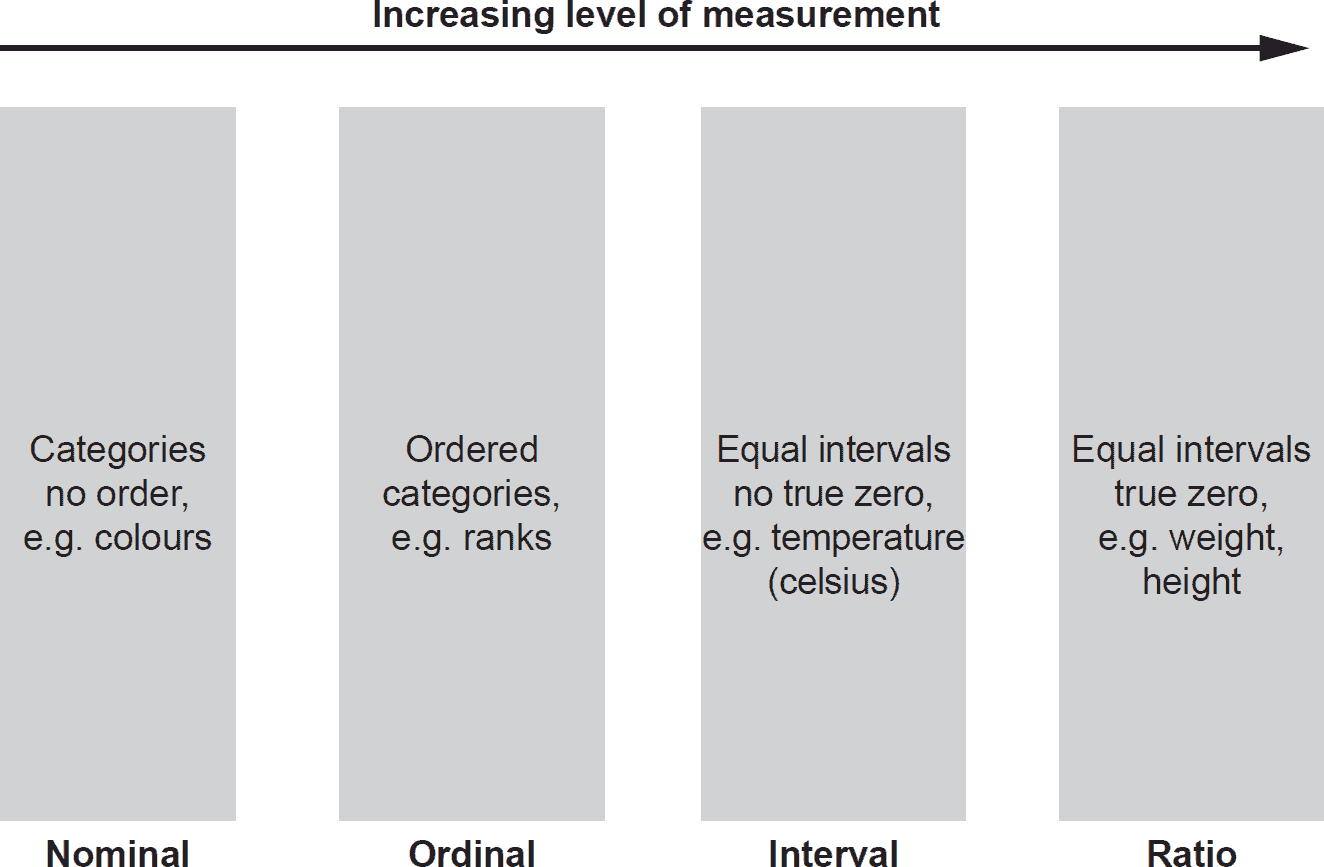 Increasing level of measurement
Categories
no order,
e.g. colours
Ordered
categories,
e.g. ranks
Equal intervals
no true zero,
e.g. temperature
(celsius)
Equal intervals
true zero,
e.g. weight,
height
Nominal
Ordinal
Interval
Ratio